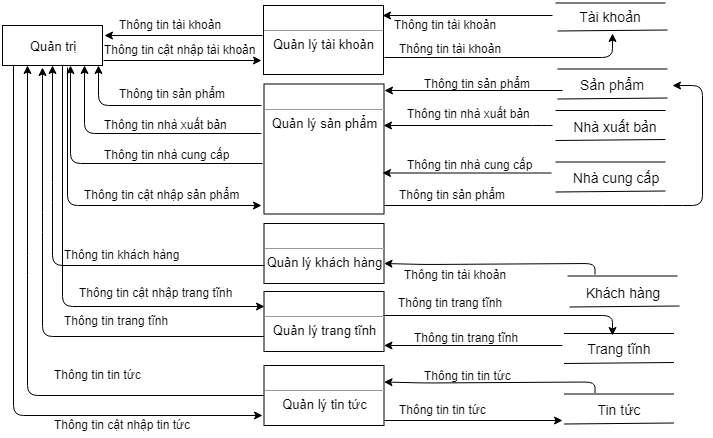 Thông tin tài khoản
Thông tin tài khoản
Tài khoản
Quản trị
Quản lý tài khoản
Thông tin cật nhập tài khoản
Thông tin tài khoản
Thông tin sản phẩm
Thông tin sản phẩm
Sản phẩm
Thông tin nhà xuất bản
Quản lý sản phẩm
Thông tin nhà xuất bản
Nhà xuất bản
Thông tin nhà cung cấp
Thông tin nhà cung cấp
Nhà cung cấp
Thông tin cật nhập sản phẩm
Thông tin sản phẩm
Thông tin khách hàng
Quản lý khách hàng
Thông tin tài khoản
Khách hàng
Thông tin cật nhập trang tĩnh
Thông tin trang tĩnh
Thông tin trang tĩnh
Quản lý trang tĩnh
Thông tin trang tĩnh
Trang tĩnh
Thông tin tin tức
Thông tin tin tức
Quản lý tin tức
Thông tin tin tức
Tin tức
Thông tin cật nhập tin tức